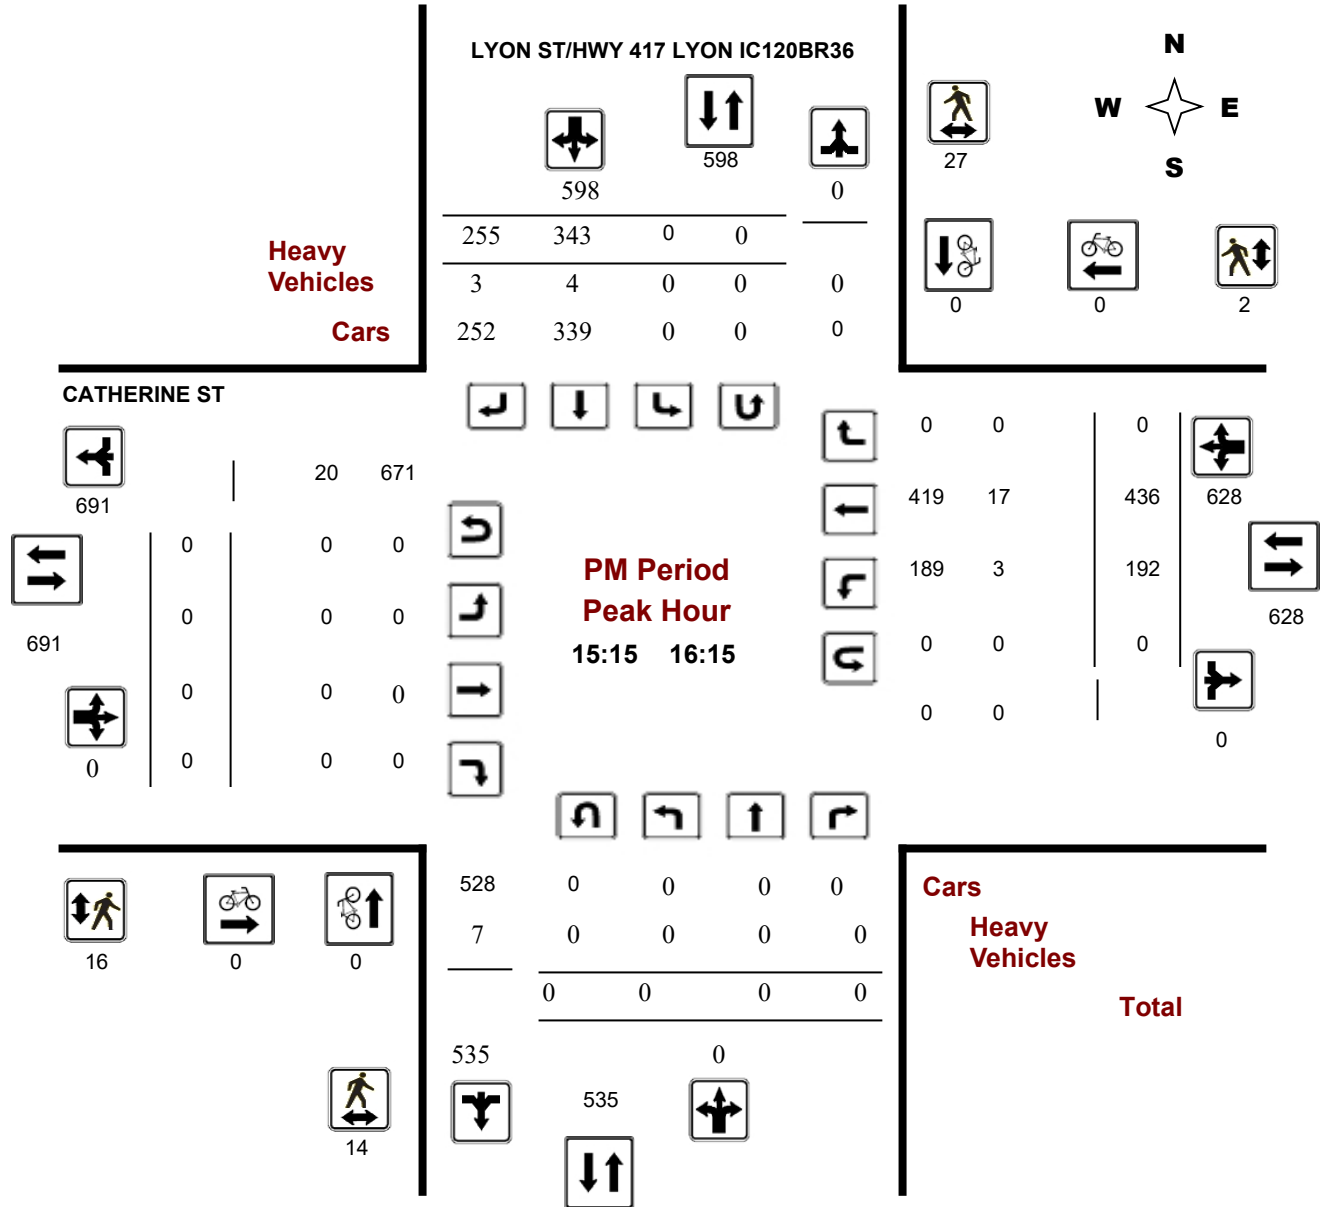 LYON ST/HWY 417 LYON IC120BR36
N
W E
S
598
598
0
27
255 343 0 0
Heavy
Vehicles
3 4 0 0 0
0 0 2
Cars
252 339 0 0 0
CATHERINE ST
0 0 0
20 671
691
419 17 436 628
0 0 0
PM Period
189 3 192
Peak Hour
0 0 0
628
691
15:15 16:15
0 0 0
0 0 0
0 0
0
0 0 0
0
528 0 0 0 0
Cars
7 0 0 0 0
Heavy
Vehicles
16 0 0
0 0 0 0
Total
535 0
535
14